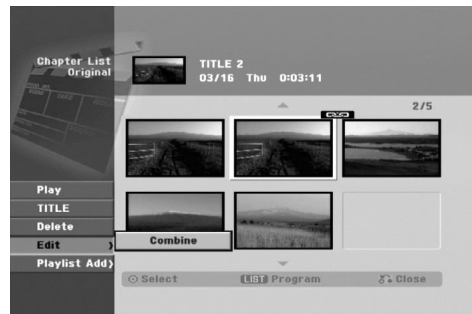 Chapter List
Original
TITLE 2
03/16 Thu 0:03:11
2/5
Play
TITLE
Delete
Edit
Combine
Playlist Add
Select
LIST Program
Close